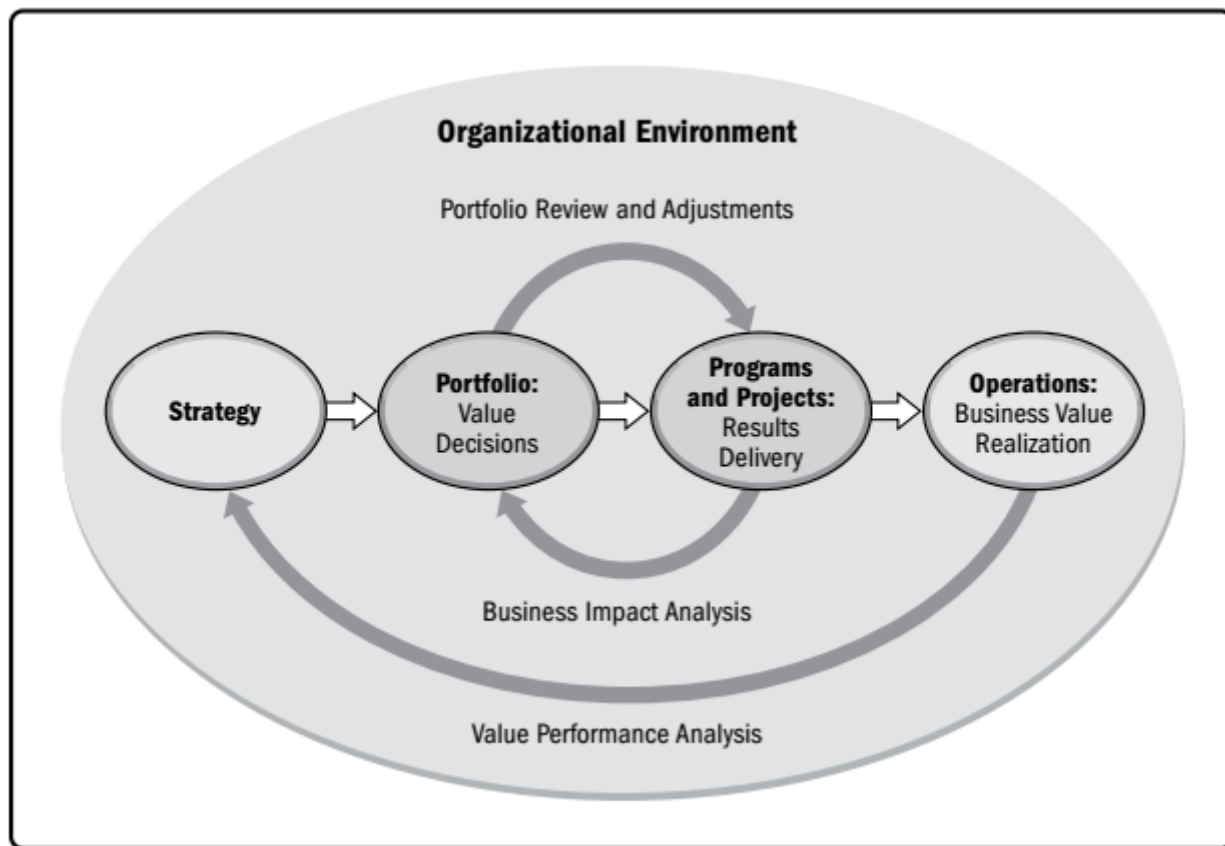 Organizational Environment
Portfolio Review and Adjustments
Strategy
Portfolio:
Value
Decisions
Programs
and Projects:
Results
Delivery
Operations:
Business Value
Realization
Business Impact Analysis
Value Performance Analysis